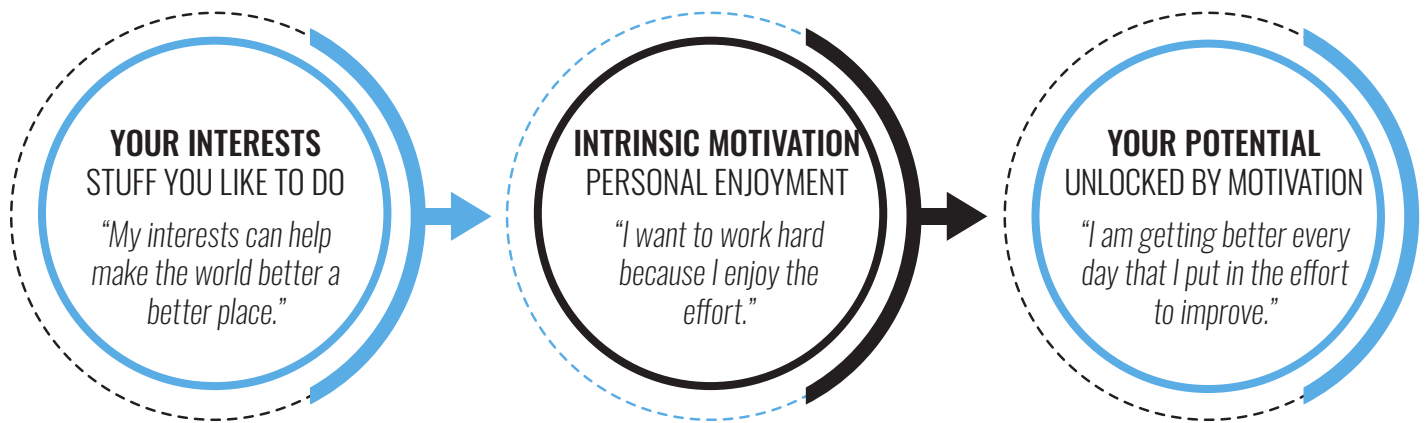 YOUR INTERESTS
STUFF YOU LIKE TO DO
“My interests can help
make the world better a
better place.”
INTRINSIC MOTIVATION
PERSONAL ENJOYMENT
“I want to work hard
because I enjoy the
effort.”
YOUR POTENTIAL
UNLOCKED BY MOTIVATION
“I am getting better every
day that I put in the effort
to improve.”